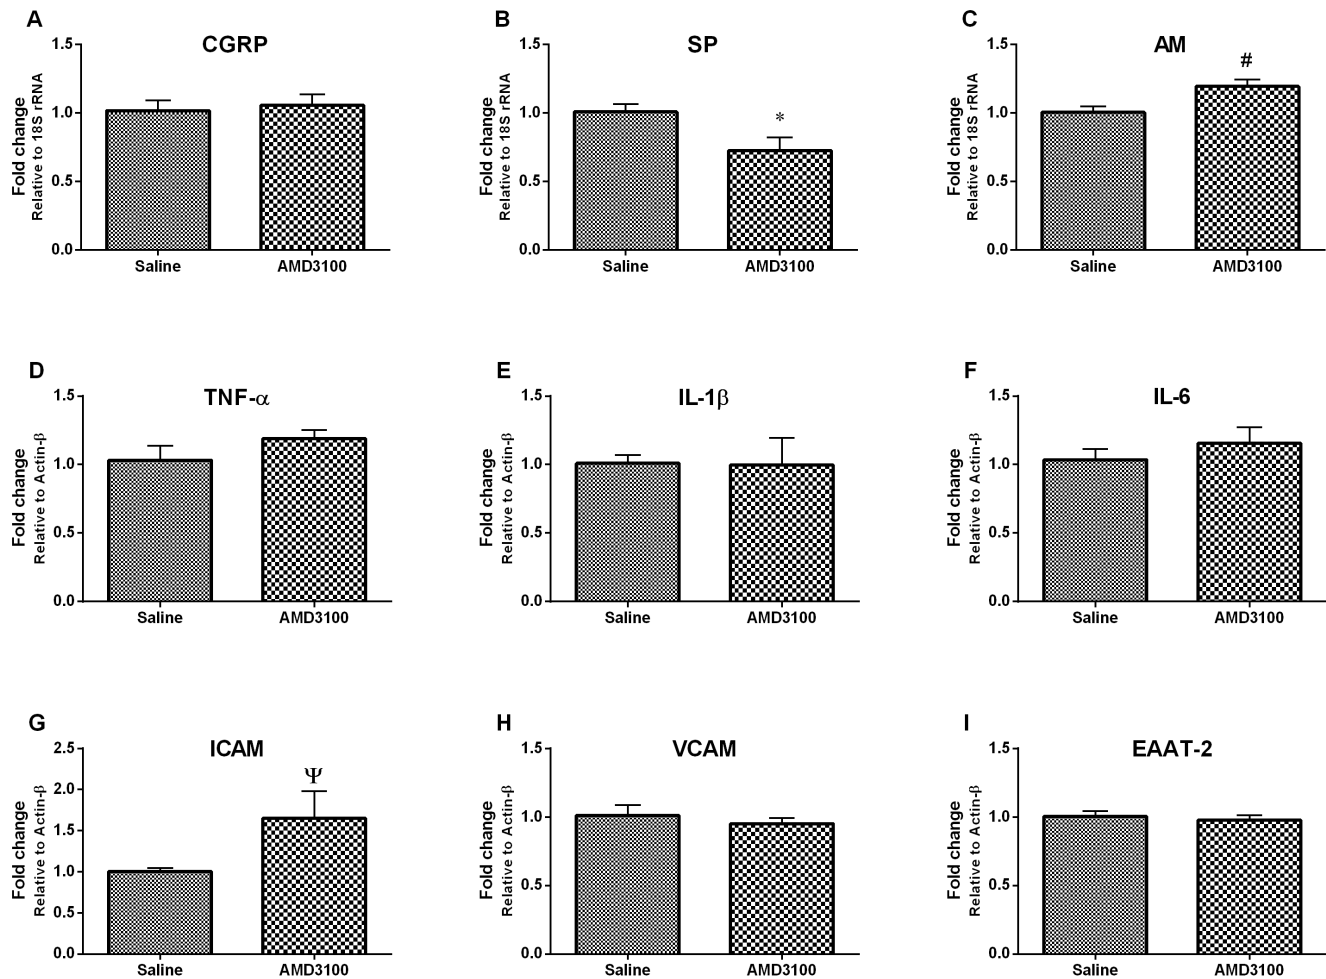 A
CGRP
Fold change
Relative to 18S rRNA
1.5
1.0
0.5
0.0
Saline
AMD3100
B
SP
Fold change
Relative to 18S rRNA
1.5
1.0
0.5
0.0
*
Saline
AMD3100
C
AM
Fold change
Relative to 18S rRNA
1.5
1.0
0.5
0.0
#
Saline
AMD3100
D
TNF-α
Fold change
Relative to Actin-β
1.5
1.0
0.5
0.0
Saline
AMD3100
E
IL-1β
Fold change
Relative to Actin-β
1.5
1.0
0.5
0.0
Saline
AMD3100
F
IL-6
Fold change
Relative to Actin-β
1.5
1.0
0.5
0.0
Saline
AMD3100
G
ICAM
Fold change
Relative to Actin-β
2.5
2.0
1.5
1.0
0.5
0.0
Ψ
Saline
AMD3100
H
VCAM
Fold change
Relative to Actin-β
1.5
1.0
0.5
0.0
Saline
AMD3100
I
EAAT-2
Fold change
Relative to Actin-β
1.5
1.0
0.5
0.0
Saline
AMD3100